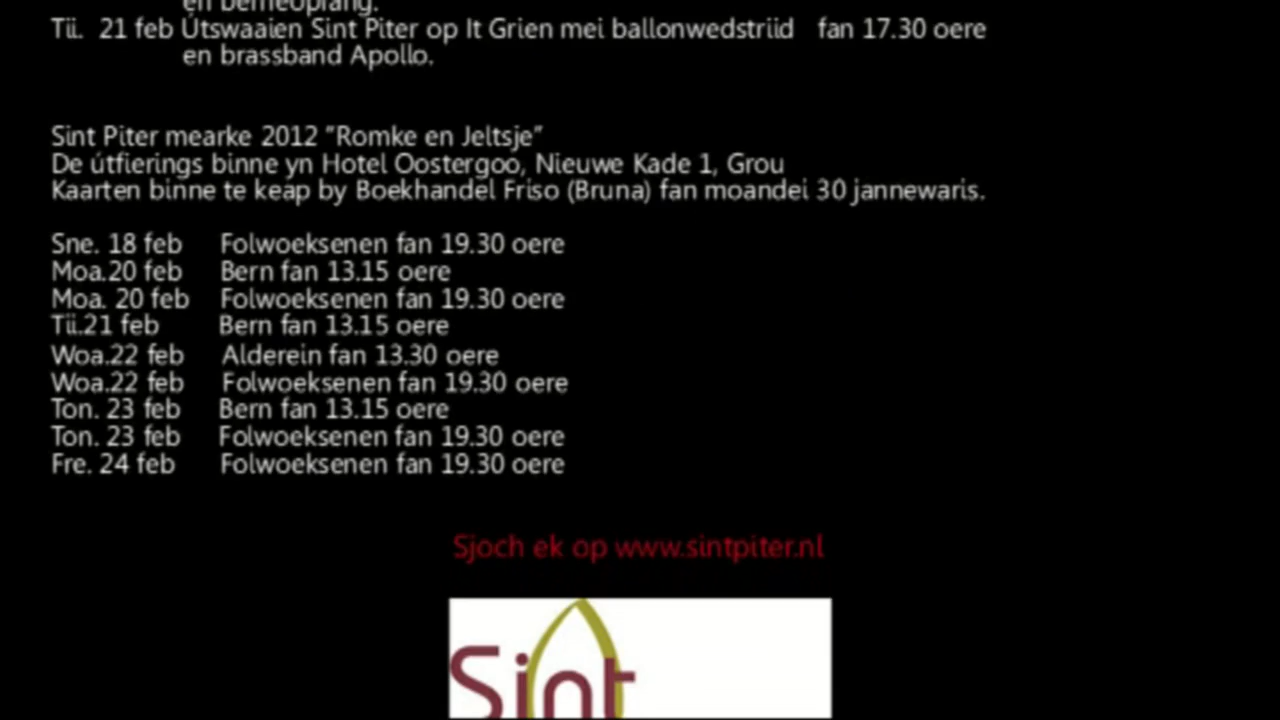 en berneopfang.
Tii. 21 feb Útswaaien Sint Piter op It Grien mei ballonwedstriid fan 17.30 oere
en brassband Apollo.
Sint Piter mearke 2012 "Romke en Jeltsje"
De útfierings binne yn Hotel Oostergoo, Nieuwe Kade 1, Grou
Kaarten binne te keap by Boekhandel Friso (Bruna) fan moandei 30 jannewaris.
Sne. 18 feb Folwoeksenen fan 19.30 oere
Moa.20 feb Bern fan 13.15 oere
Moa. 20 feb Folwoeksenen fan 19.30 oere
Tii.21 feb Bern fan 13.15 oere
Woa.22 feb Alderein fan 13.30 oere
Woa.22 feb Folwoeksenen fan 19.30 oere
Ton. 23 feb Bern fan 13.15 oere
Ton. 23 feb Folwoeksenen fan 19.30 oere
Fre. 24 feb Folwoeksenen fan 19.30 oere
Sjoch ek op www.sintpiter.nl
Sint